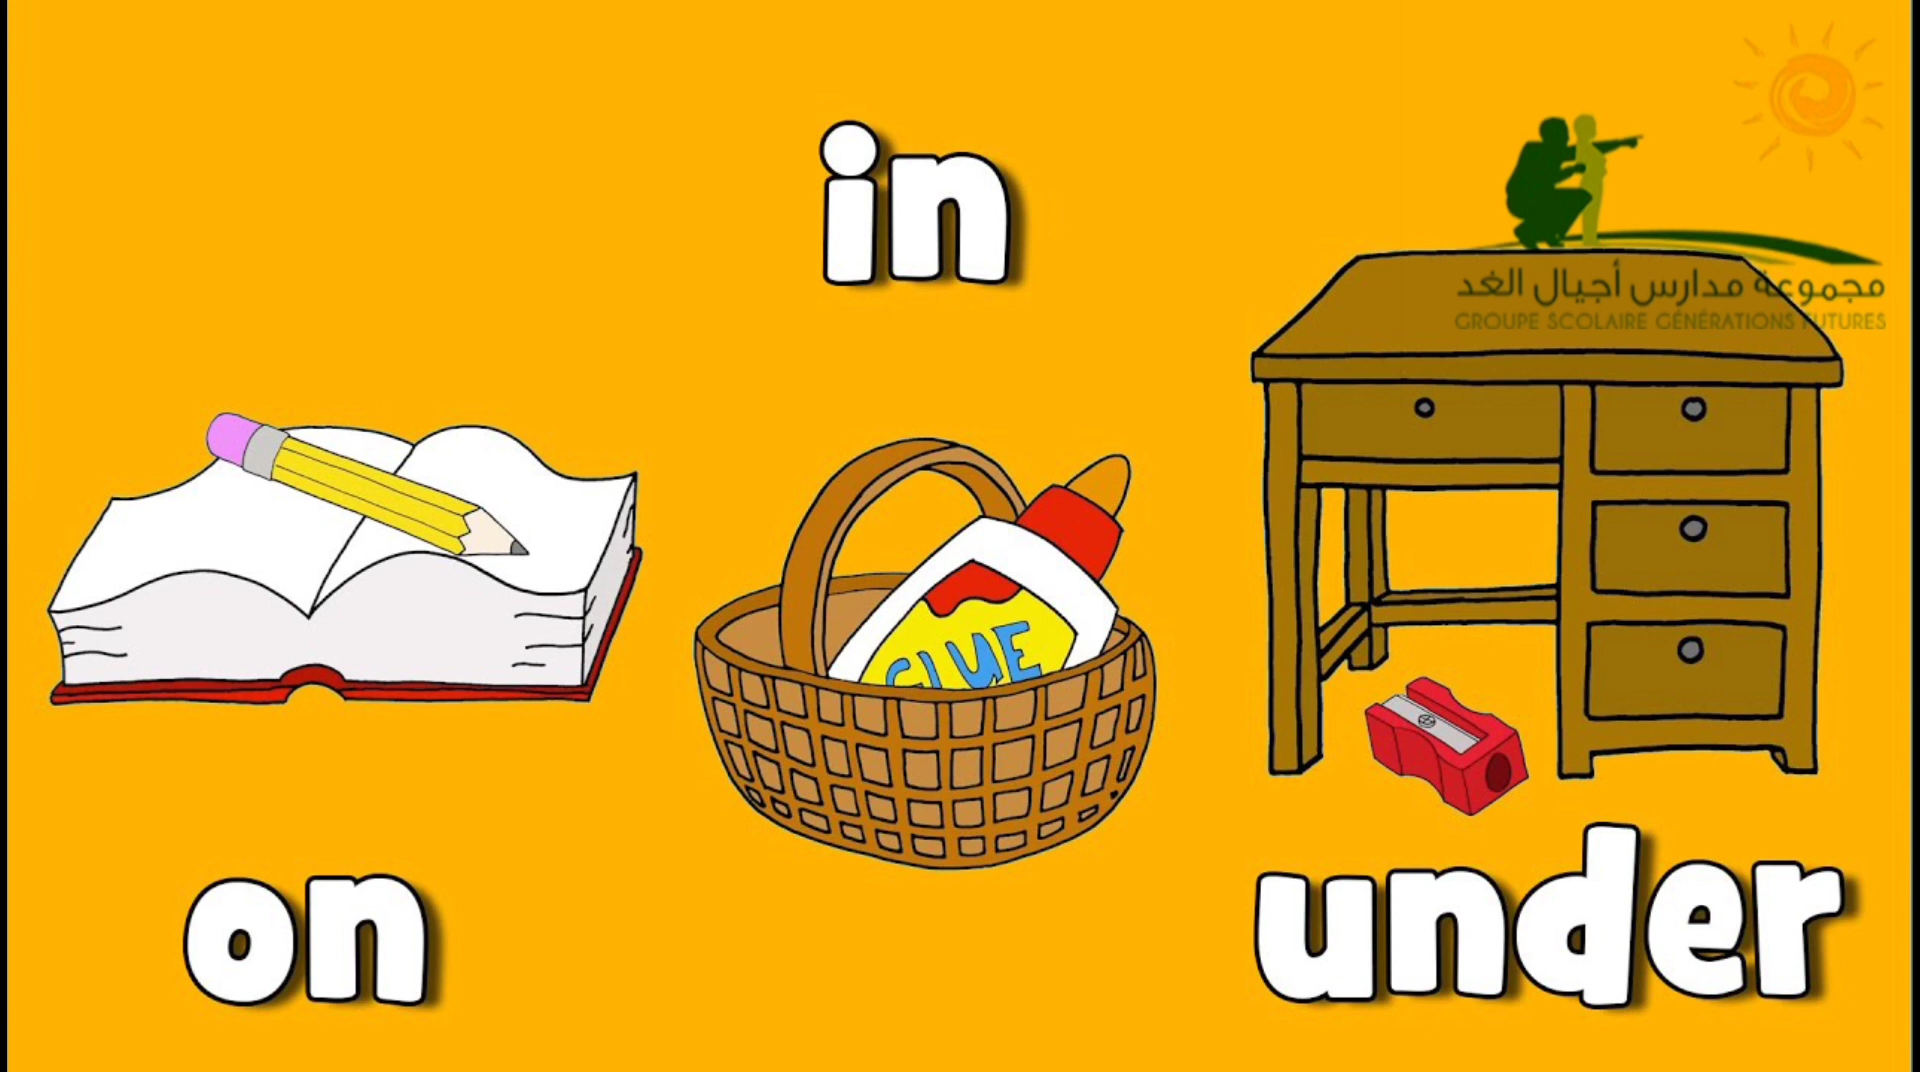 in
مجموعة مدارس أجيال الغد
GROUPE SCOLAIRE GÉNÉRATIONS FUTURES
GLUE
on
under